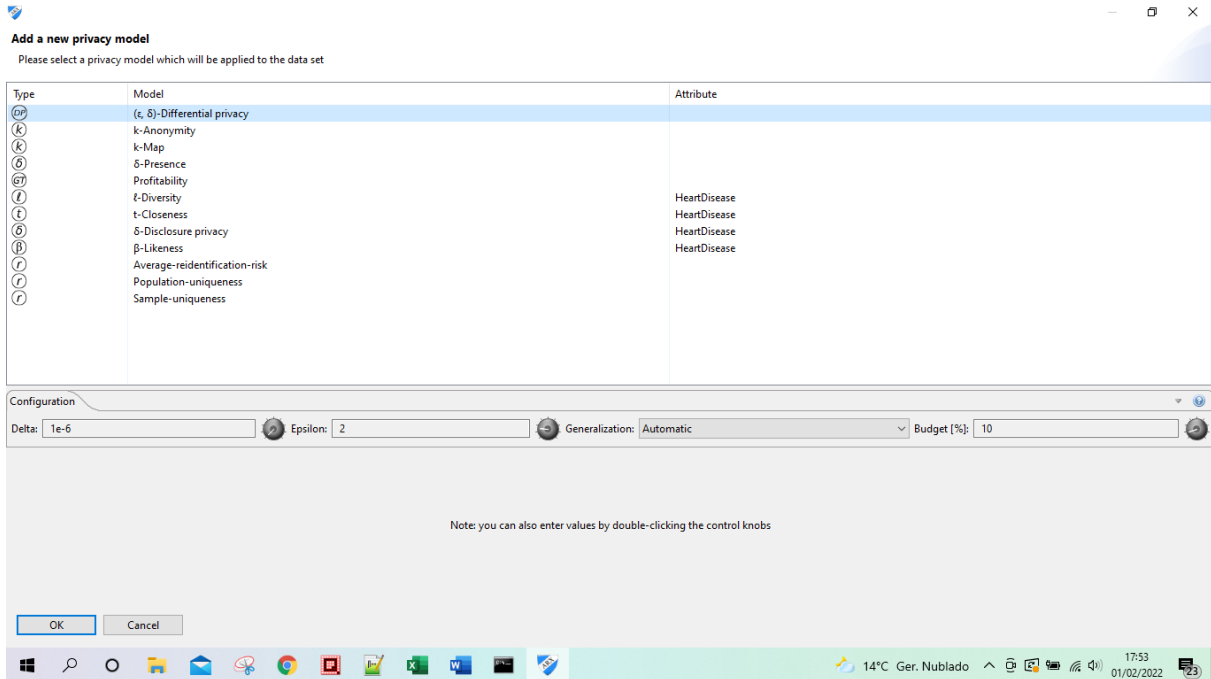 Add a new privacy model
Please select a privacy model which will be applied to the data set
Type Model Attribute
DP (ε, δ)-Differential privacy
k k-Anonymity
k k-Map
δ δ-Presence
GT Profitability
ℓ ℓ-Diversity HeartDisease
t t-Closeness HeartDisease
δ δ-Disclosure privacy HeartDisease
β β-Likeness HeartDisease
r Average-reidentification-risk
r Population-uniqueness
r Sample-uniqueness
Configuration
Delta: 1e-6 Epsilon: 2 Generalization: Automatic Budget [%]: 10
Note: you can also enter values by double-clicking the control knobs
OK Cancel
14°C Ger. Nublado 17:53
01/02/2022 23